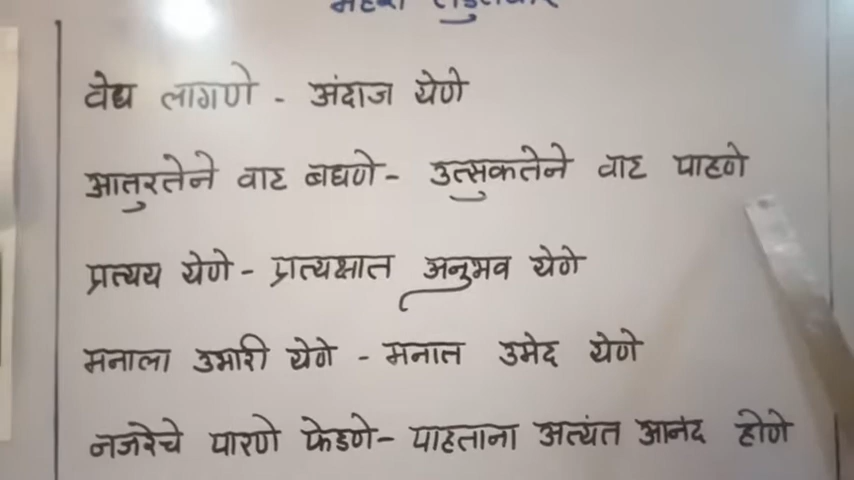 वेध लागणे - अंदाज येणे
आतुरतेने वाट बघणे- उत्सुकतेने वाट पाहणे
प्रत्यय येणे- प्रत्यक्षात अनुभव येणे
मनाला उभारी येणे - मनात उमेद येणे
नजरेचे पारणे फेडणे- पाहताना अत्यंत आनंद होणे